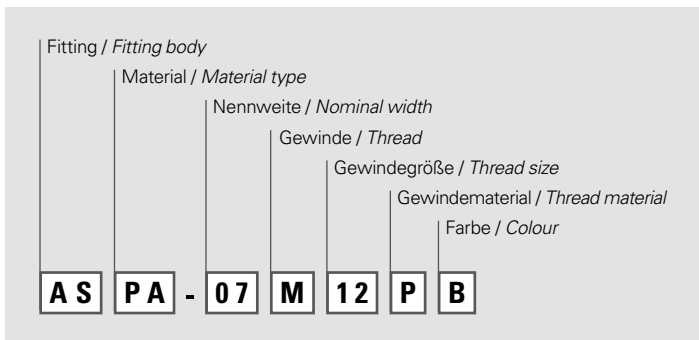 Fitting / Fitting body
Material / Material type
Nennweite / Nominal width
Gewinde / Thread
Gewindegröße / Thread size
Gewindematerial / Thread material
Farbe / Colour
AS PA - 07 M 12 P B